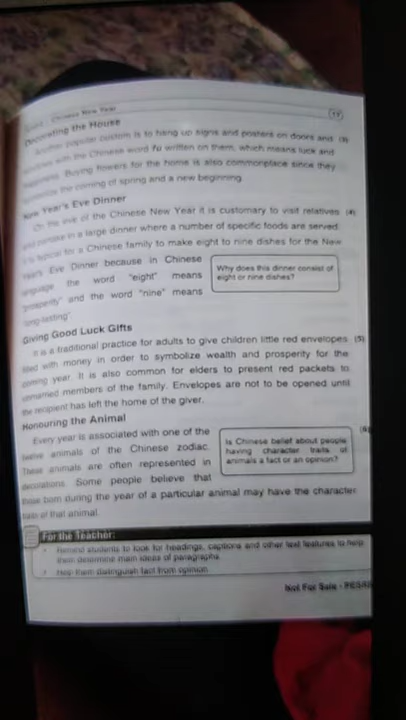 Chinese New Year
Decorating the House
Another popular custom is to hang up signs and posters on doors and (3)
with the Chinese word fu written on them, which means luck and
happiness. Buying flowers for the home is also commonplace since they
symbolize the coming of spring and a new beginning.
New Year's Eve Dinner
On the eve of the Chinese New Year it is customary to visit relatives (4)
and partake in a large dinner where a number of specific foods are served.
It is typical for a Chinese family to make eight to nine dishes for the New
Year's Eve Dinner because in Chinese
language the word "eight" means
"prosperity" and the word "nine" means
"long-lasting".
Why does this dinner consist of
eight or nine dishes?
Giving Good Luck Gifts
It is a traditional practice for adults to give children little red envelopes (5)
filled with money in order to symbolize wealth and prosperity for the
coming year. It is also common for elders to present red packets to
unmarried members of the family. Envelopes are not to be opened until
the recipient has left the home of the giver.
Honouring the Animal
Every year is associated with one of the (6)
twelve animals of the Chinese zodiac.
These animals are often represented in
decorations. Some people believe that
Is Chinese belief about people
having character traits of
animals a fact or an opinion?
those born during the year of a particular animal may have the character
traits of that animal.
For the Teacher:
Remind students to look for headings, captions and other text features to help
them determine main ideas of paragraphs.
Help them distinguish fact from opinion
Not For Sale -